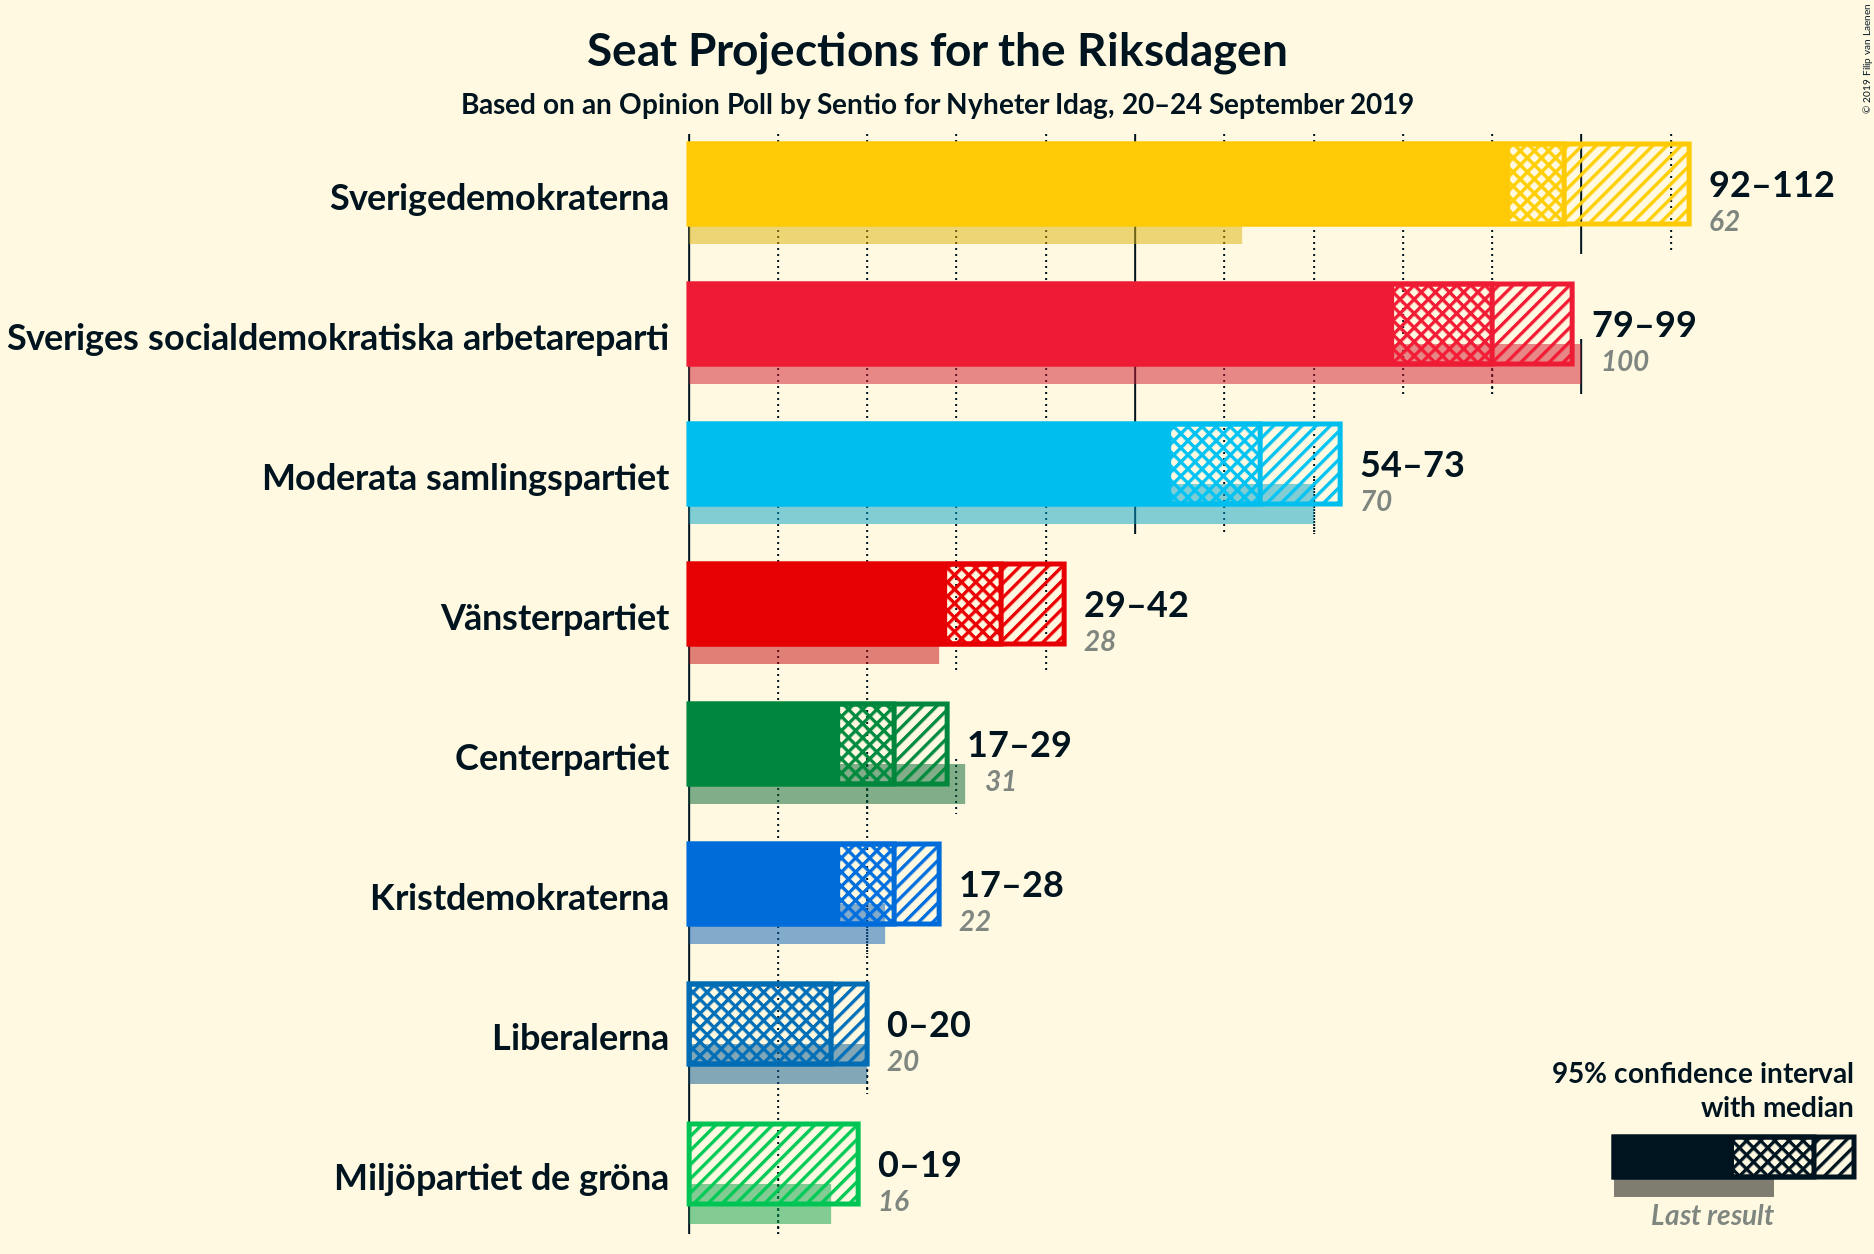 Seat Projections for the Riksdagen
Based on an Opinion Poll by Sentio for Nyheter Idag, 20–24 September 2019
© 2019 Filip van Laenen
Sverigedemokraterna
92–112
62
Sveriges socialdemokratiska arbetareparti
79–99
100
Moderata samlingspartiet
54–73
70
Vänsterpartiet
29–42
28
Centerpartiet
17–29
31
Kristdemokraterna
17–28
22
Liberalerna
0–20
20
Miljöpartiet de gröna
0–19
16
95% confidence interval
with median
Last result